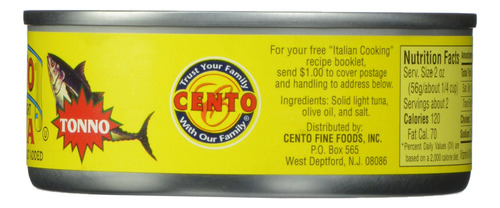 TONNO
ADDED
Trust Your Family
CENTO
With Our Family®
For your free "Italian Cooking"
recipe booklet,
send $1.00 to cover postage
and handling to address below.
Ingredients: Solid light tuna,
olive oil, and salt.
Distributed by:
CENTO FINE FOODS, INC.
P.O. BOX 565
West Deptford, N.J. 08086
Nutrition Facts
Serv. Size 2 oz
(56g/about 1/4 cup)
Servings about 2
Calories 120
Fat Cal. 70
*Percent Daily Values (DV) are
based on a 2,000 calorie diet.